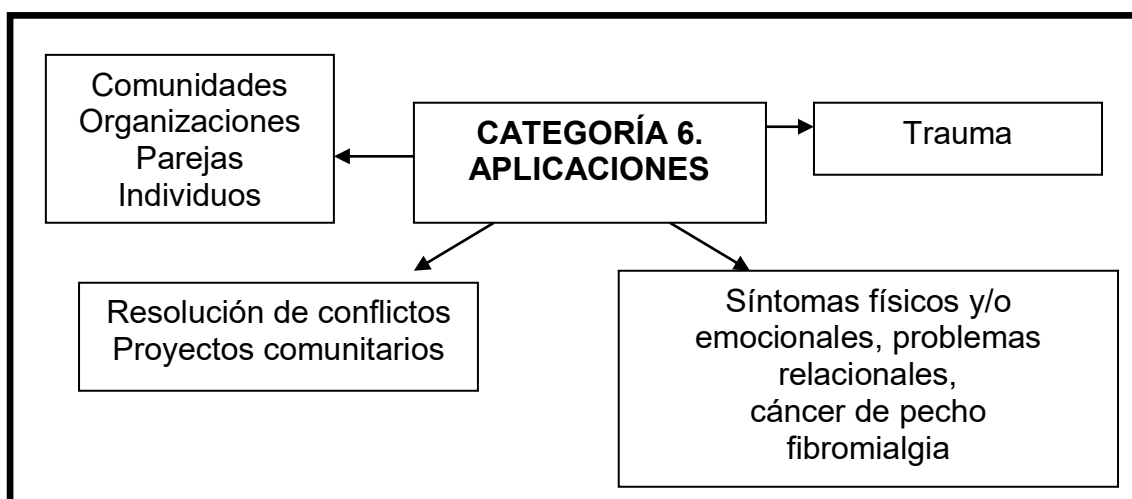 Comunidades
Organizaciones
Parejas
Individuos
CATEGORÍA 6.
APLICACIONES
Trauma
Resolución de conflictos
Proyectos comunitarios
Síntomas físicos y/o
emocionales, problemas
relacionales,
cáncer de pecho
fibromialgia